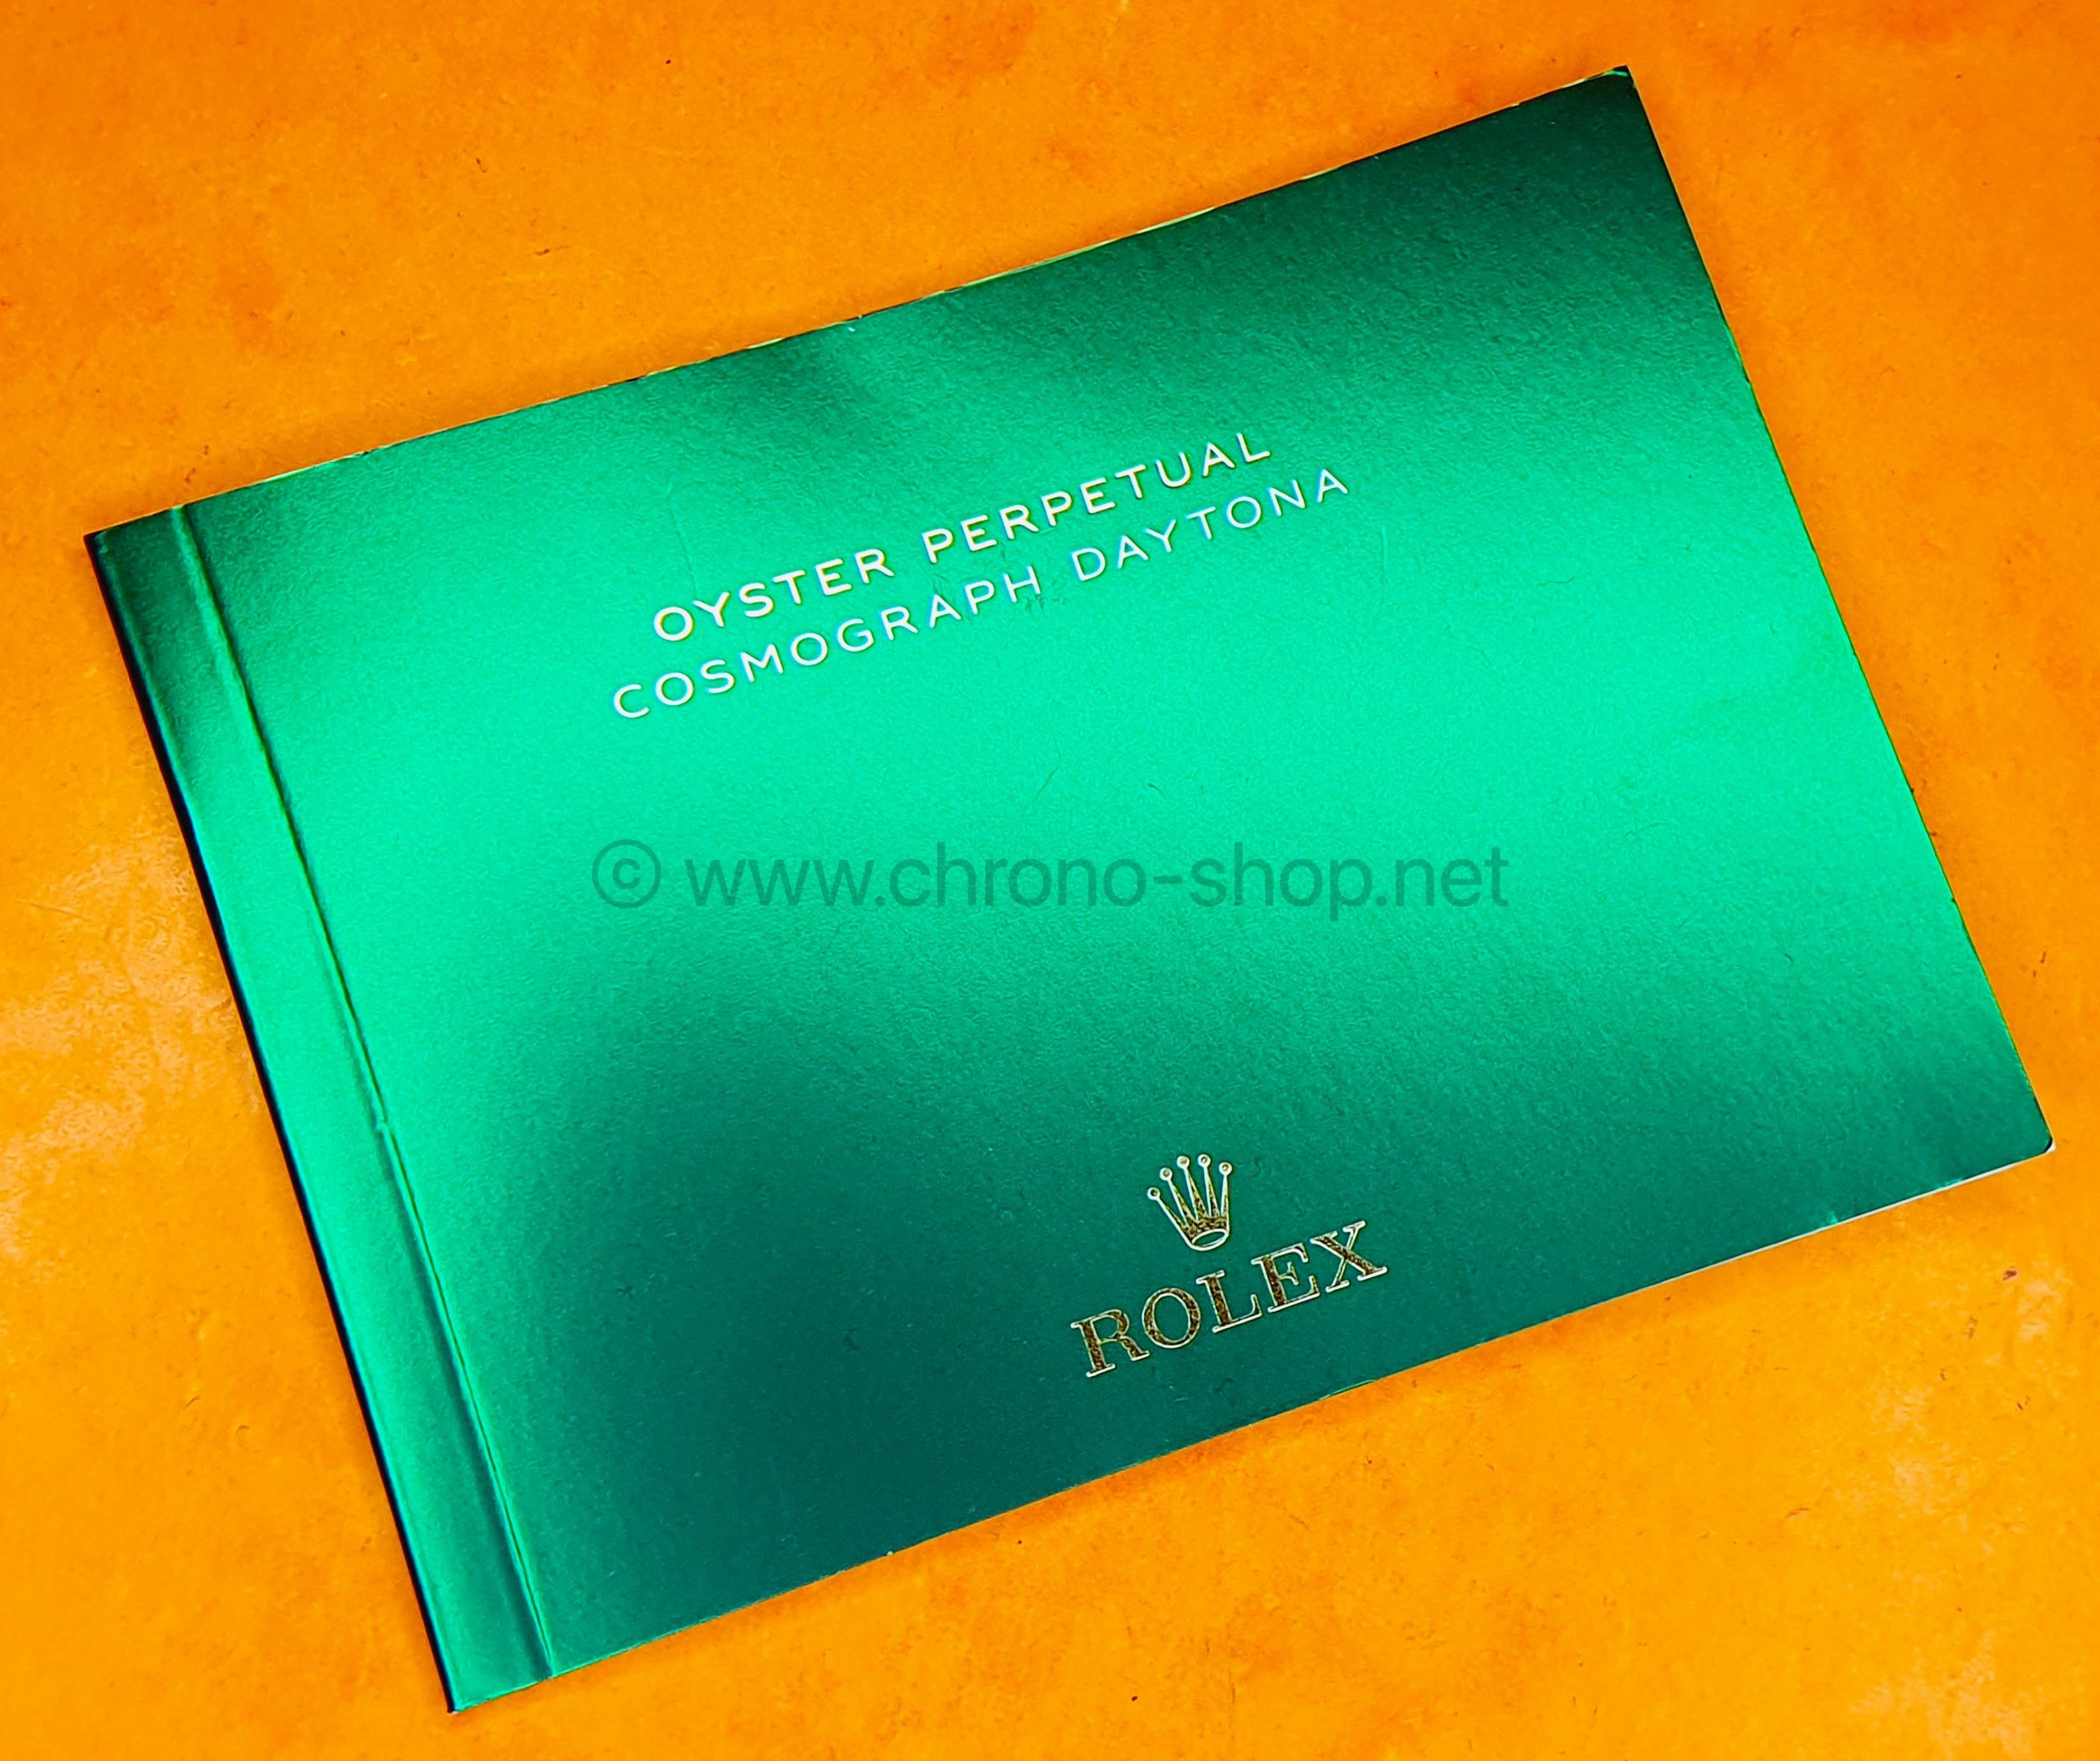 OYSTER PERPETUAL
COSMOGRAPH DAYTONA
© www.chrono-shop.net
ROLEX